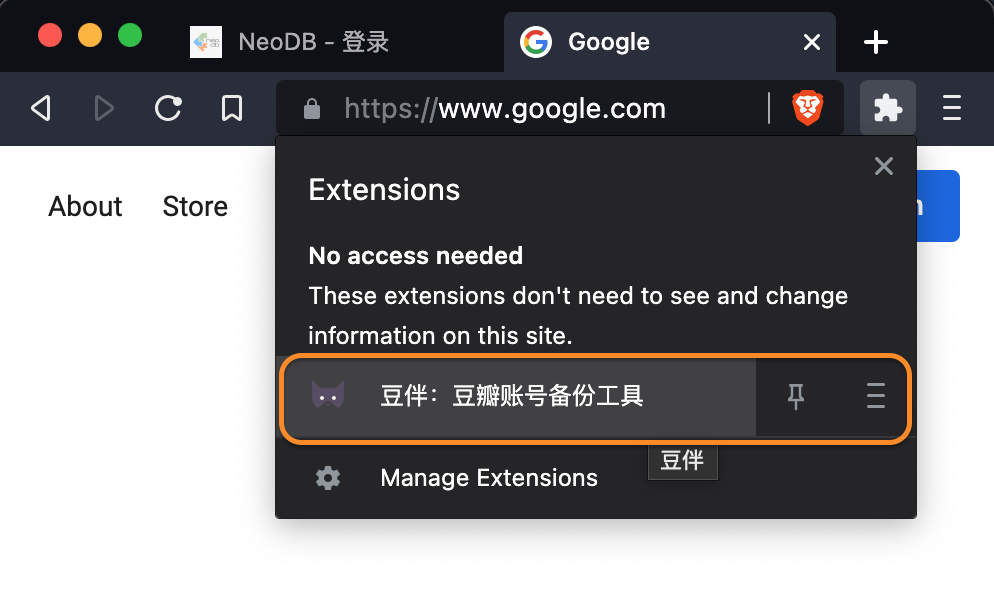 NeoDB - 登录
Google
https://www.google.com
About Store
Extensions
No access needed
These extensions don't need to see and change
information on this site.
豆伴：豆瓣账号备份工具
豆伴
Manage Extensions